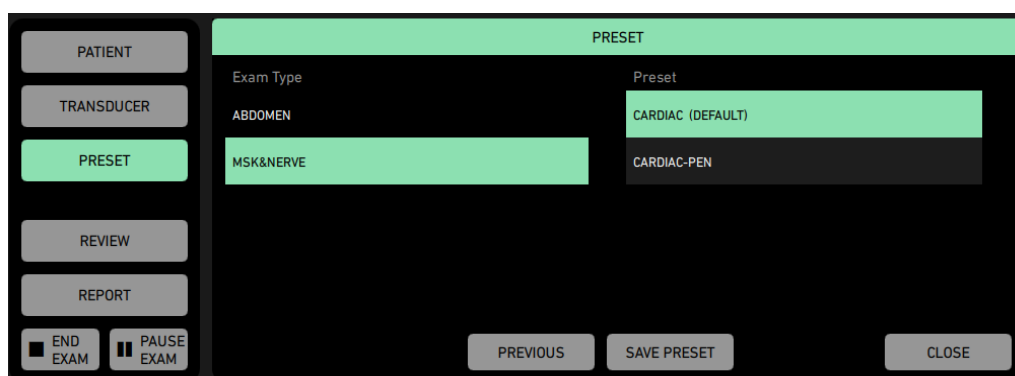 PATIENT
TRANSDUCER
PRESET
REVIEW
REPORT
END
EXAM
PAUSE
EXAM
PRESET
Exam Type
Preset
ABDOMEN
CARDIAC (DEFAULT)
MSK&NERVE
CARDIAC-PEN
PREVIOUS
SAVE PRESET
CLOSE